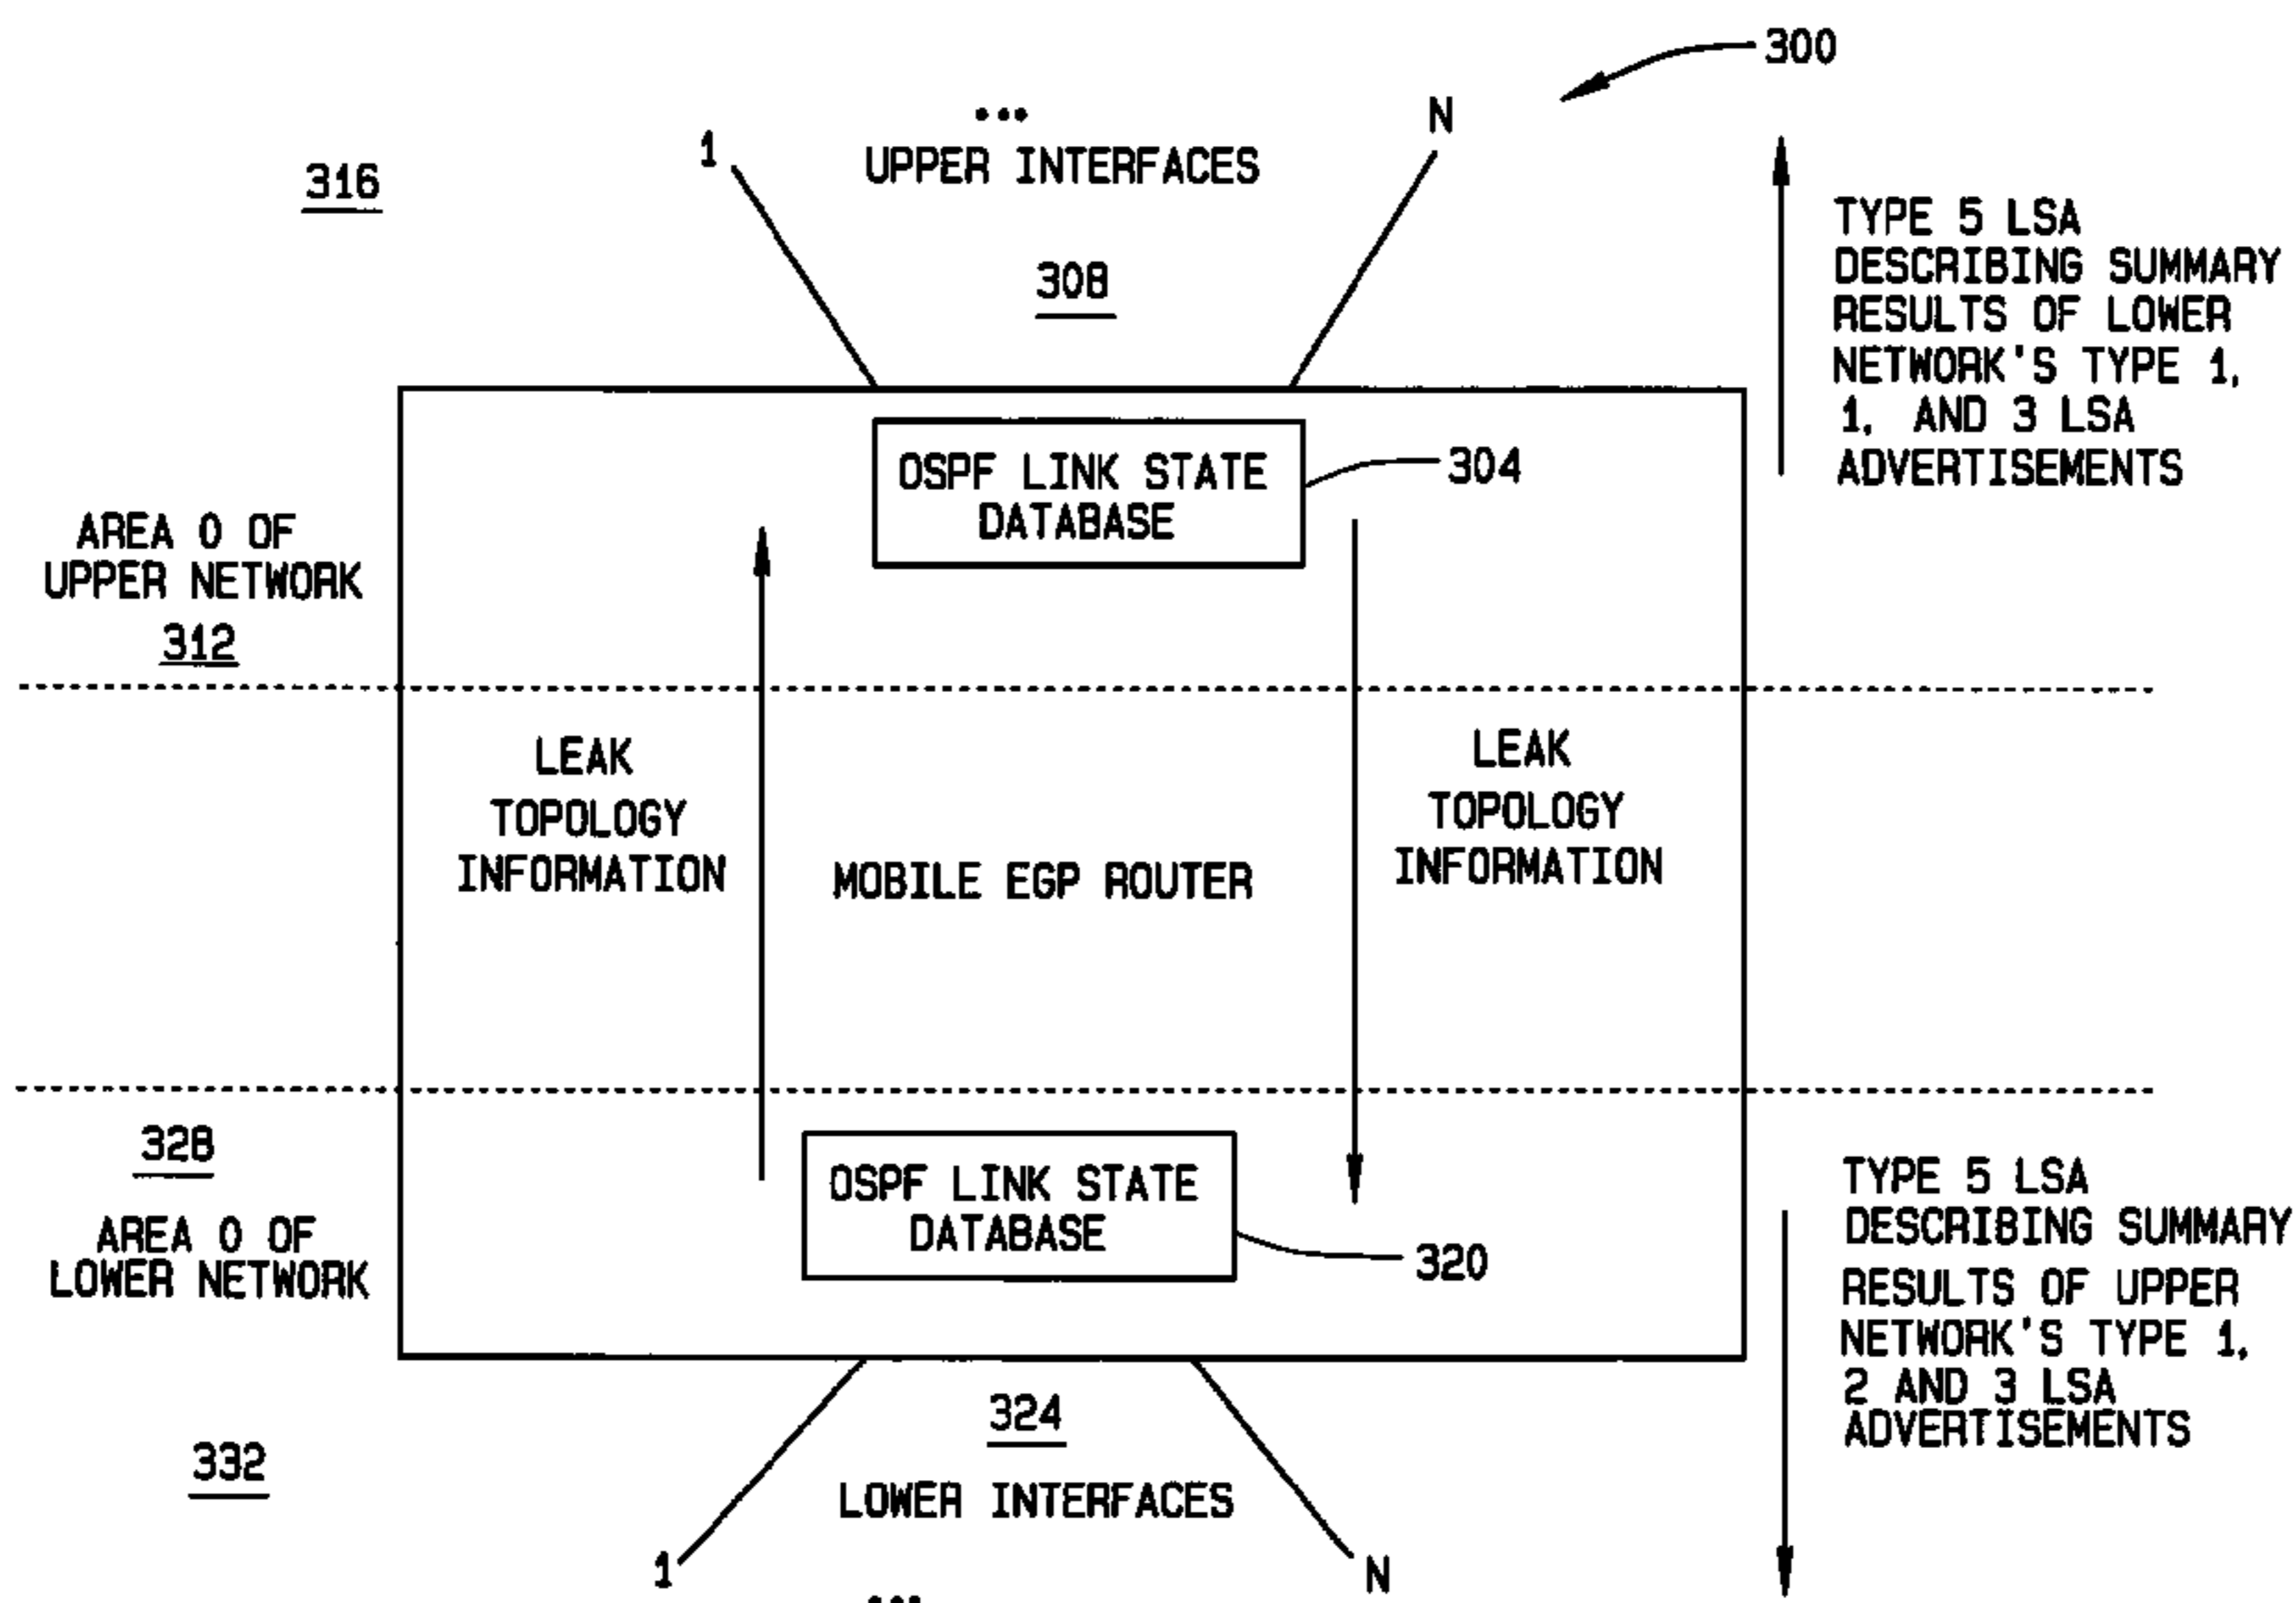 300
1
...
UPPER INTERFACES
N
316
308
TYPE 5 LSA
DESCRIBING SUMMARY
RESULTS OF LOWER
NETWORK'S TYPE 1,
1, AND 3 LSA
ADVERTISEMENTS
OSPF LINK STATE
DATABASE
304
AREA 0 OF
UPPER NETWORK
312
LEAK
TOPOLOGY
INFORMATION
MOBILE EGP ROUTER
LEAK
TOPOLOGY
INFORMATION
328
AREA 0 OF
LOWER NETWORK
OSPF LINK STATE
DATABASE
320
TYPE 5 LSA
DESCRIBING SUMMARY
RESULTS OF UPPER
NETWORK'S TYPE 1,
2 AND 3 LSA
ADVERTISEMENTS
332
324
LOWER INTERFACES
1
...
N